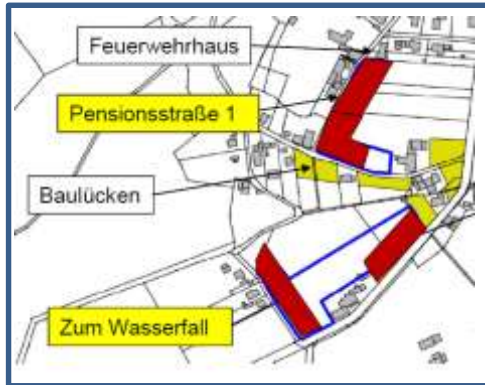 Feuerwehrhaus
Pensionsstraße 1
Baulücken
Zum Wasserfall